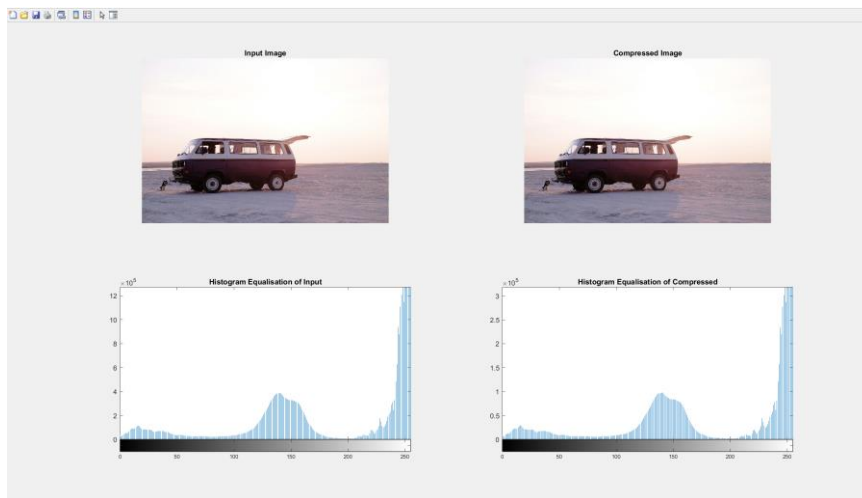 Input Image
Compressed Image
×10⁵
Histogram Equalisation of Input
12
10
8
6
4
2
0
0 50 100 150 200 250
×10⁵
Histogram Equalisation of Compressed
3
2.5
2
1.5
1
0.5
0
0 50 100 150 200 250